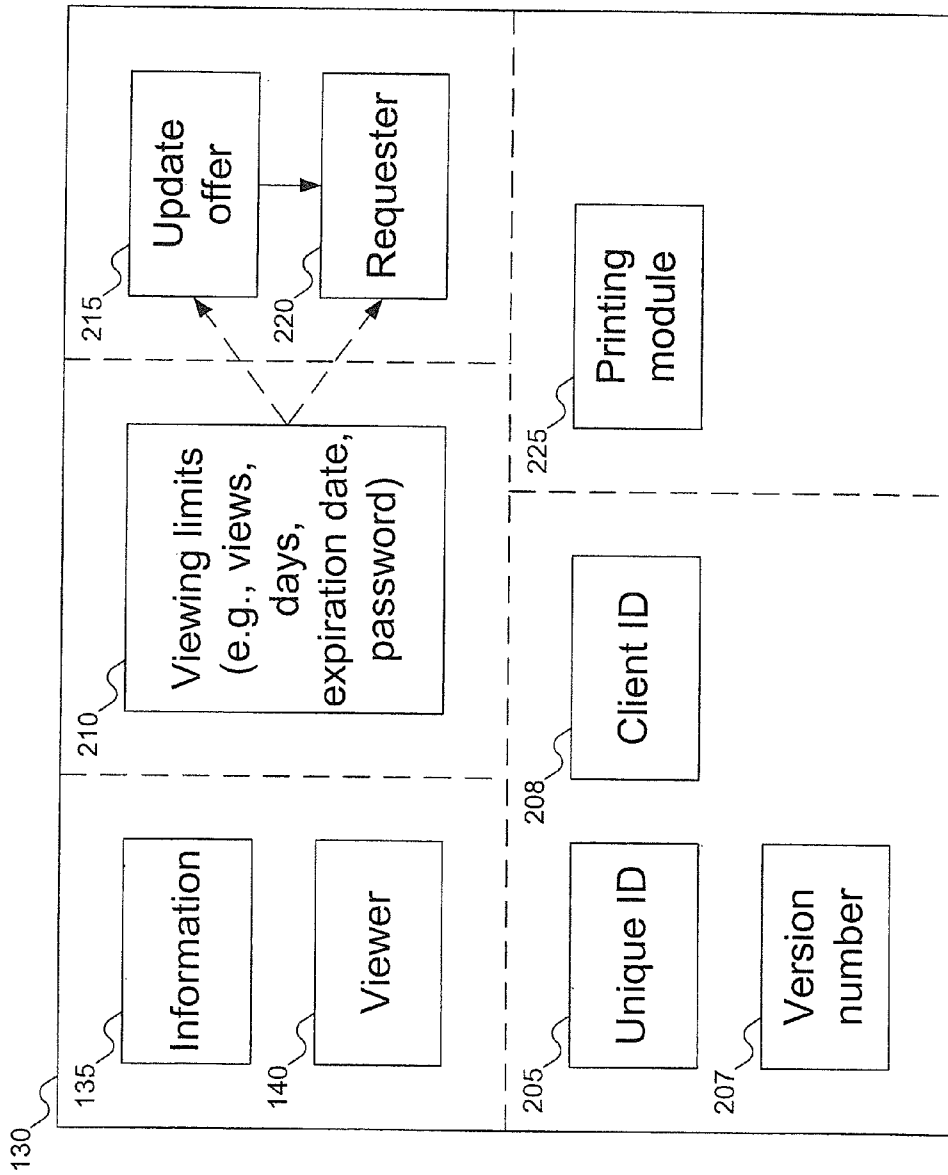 130
135
Information
140
Viewer
210
Viewing limits
(e.g., views,
days,
expiration date,
password)
215
Update
offer
220
Requester
205
Unique ID
207
Version
number
208
Client ID
225
Printing
module